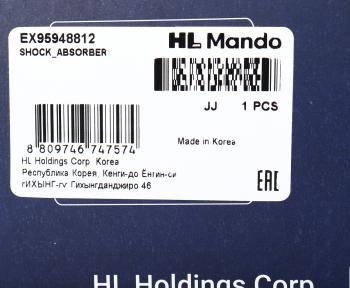 EX95948812
SHOCK_ABSORBER
HL Mando
JJ 1 PCS
8 809746 747574
Made in Korea
HL Holdings Corp. Korea
Республика Корея, Кенги-до Ёнгин-си
гИХЫНГ-гу Гихынгданджиро 46
EAC
HL Holdings Corp